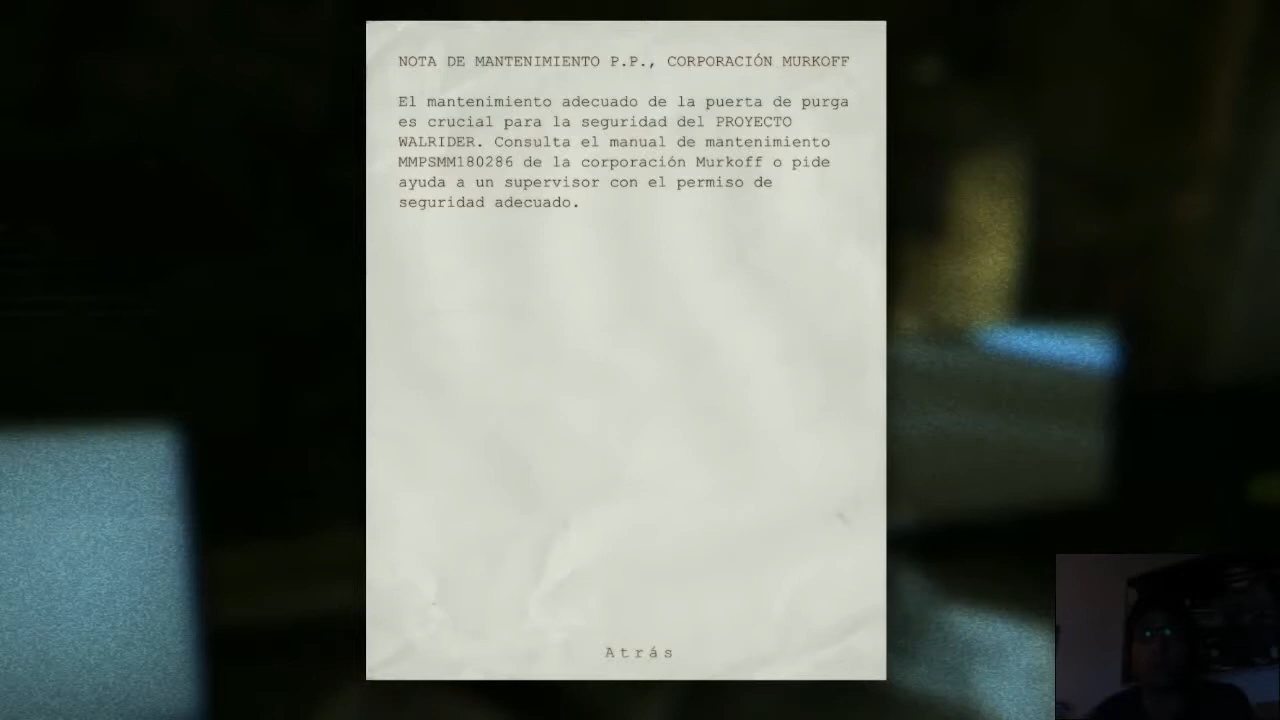 NOTA DE MANTENIMIENTO P.P., CORPORACIÓN MURKOFF
El mantenimiento adecuado de la puerta de purga
es crucial para la seguridad del PROYECTO
WALRIDER. Consulta el manual de mantenimiento
MMPSMM180286 de la corporación Murkoff o pide
ayuda a un supervisor con el permiso de
seguridad adecuado.
Atrás